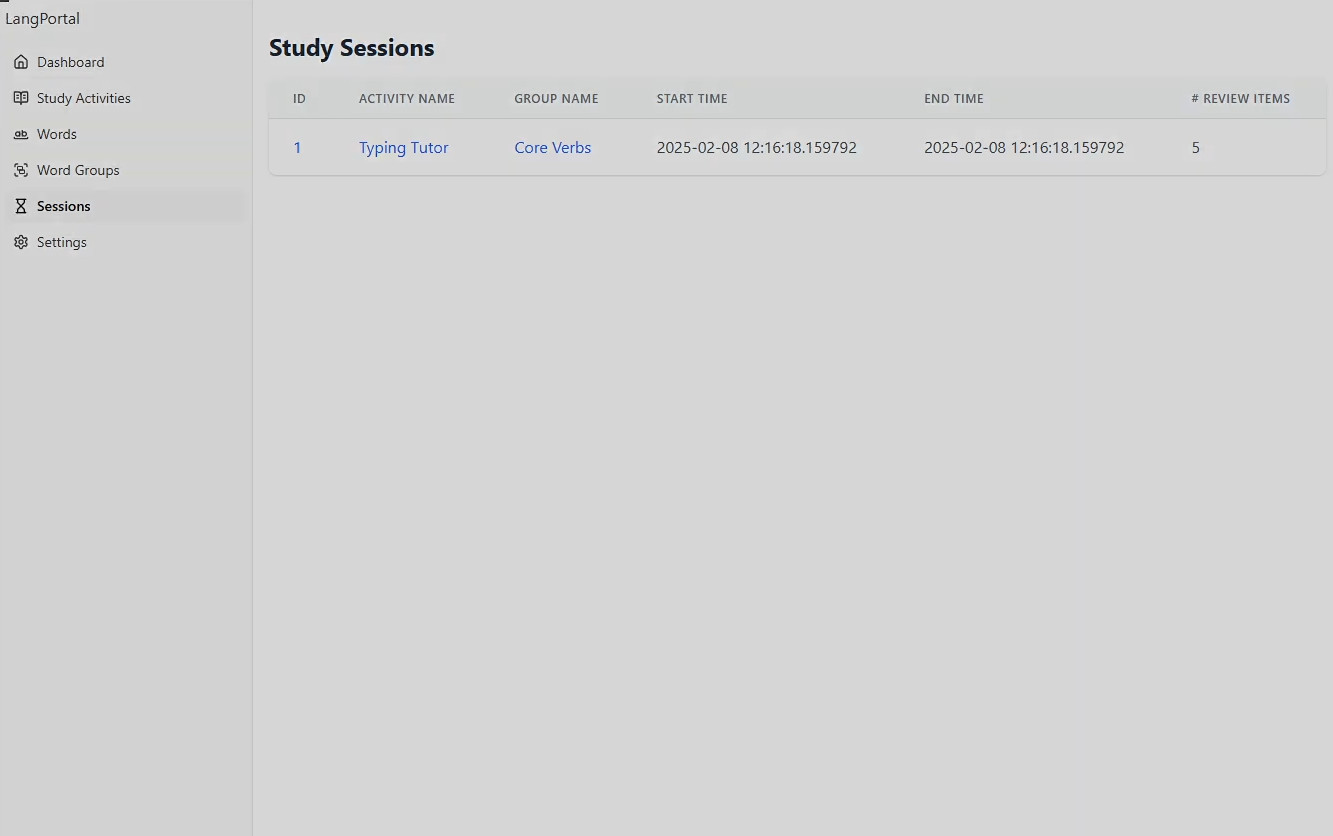 LangPortal
Dashboard
Study Activities
ab Words
Word Groups
Sessions
Settings
Study Sessions
ID ACTIVITY NAME GROUP NAME START TIME END TIME # REVIEW ITEMS
1 Typing Tutor Core Verbs 2025-02-08 12:16:18.159792 2025-02-08 12:16:18.159792 5